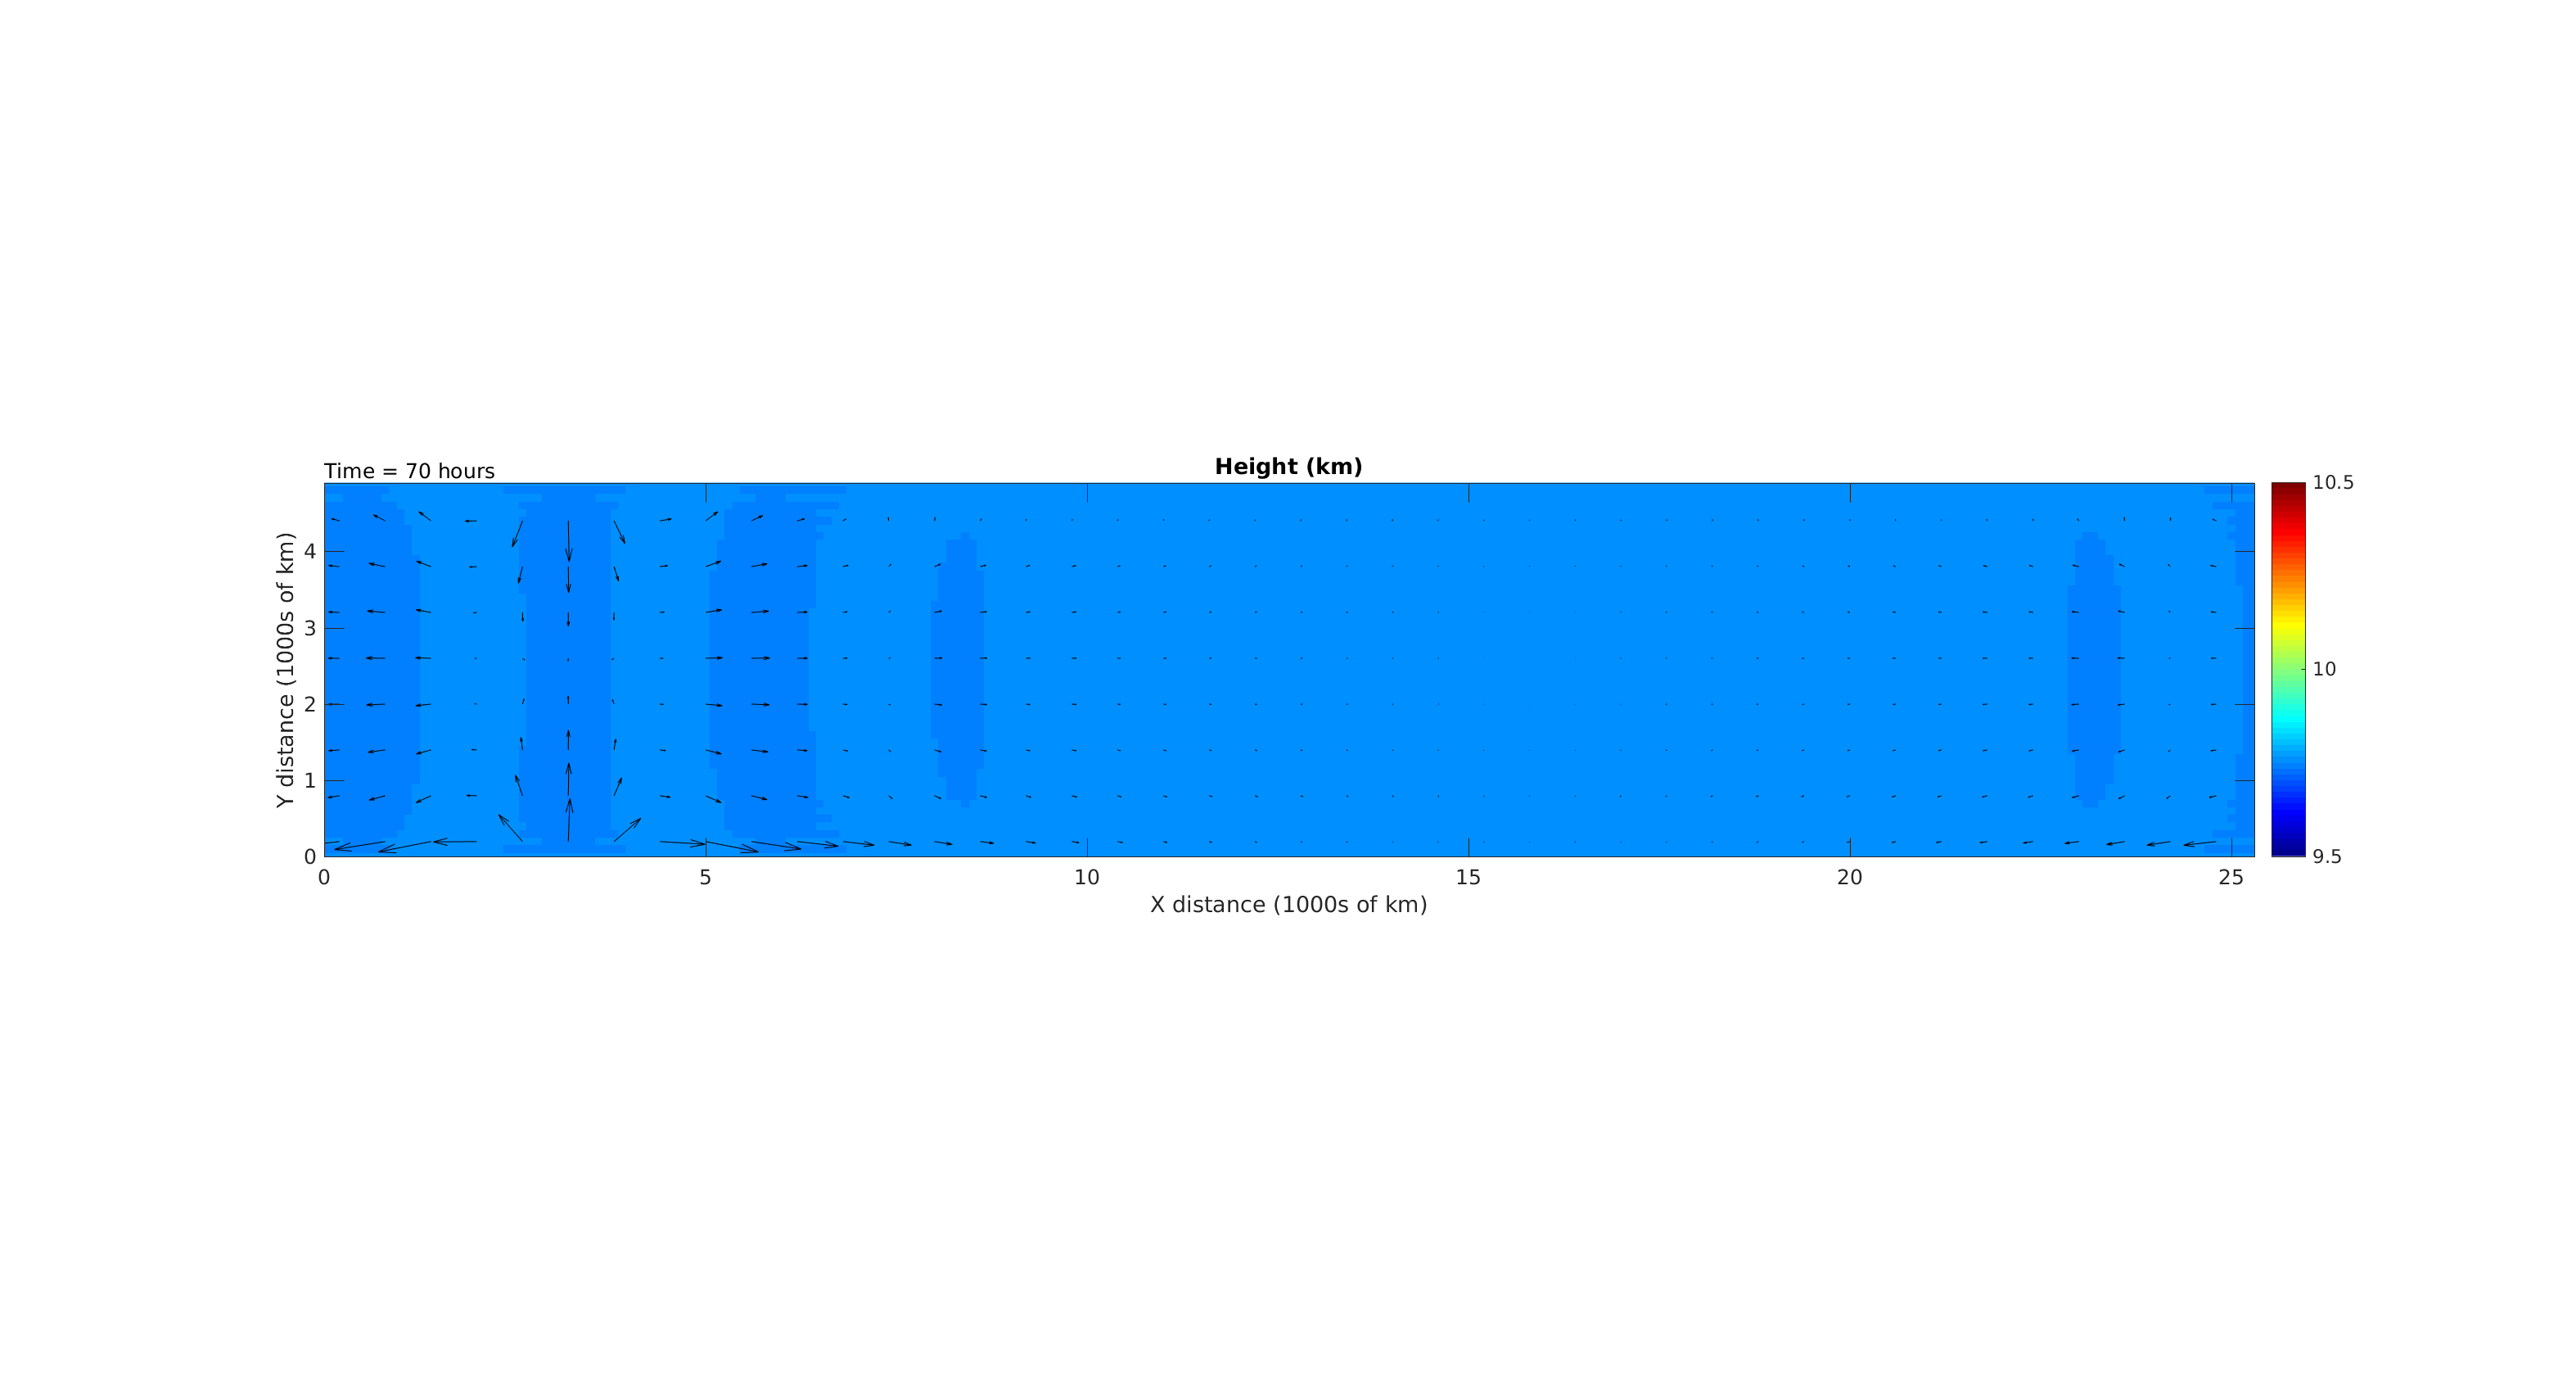 Time = 70 hours
Height (km)
10.5
10
9.5
Y distance (1000s of km)
4
3
2
1
0
0 5 10 15 20 25
X distance (1000s of km)